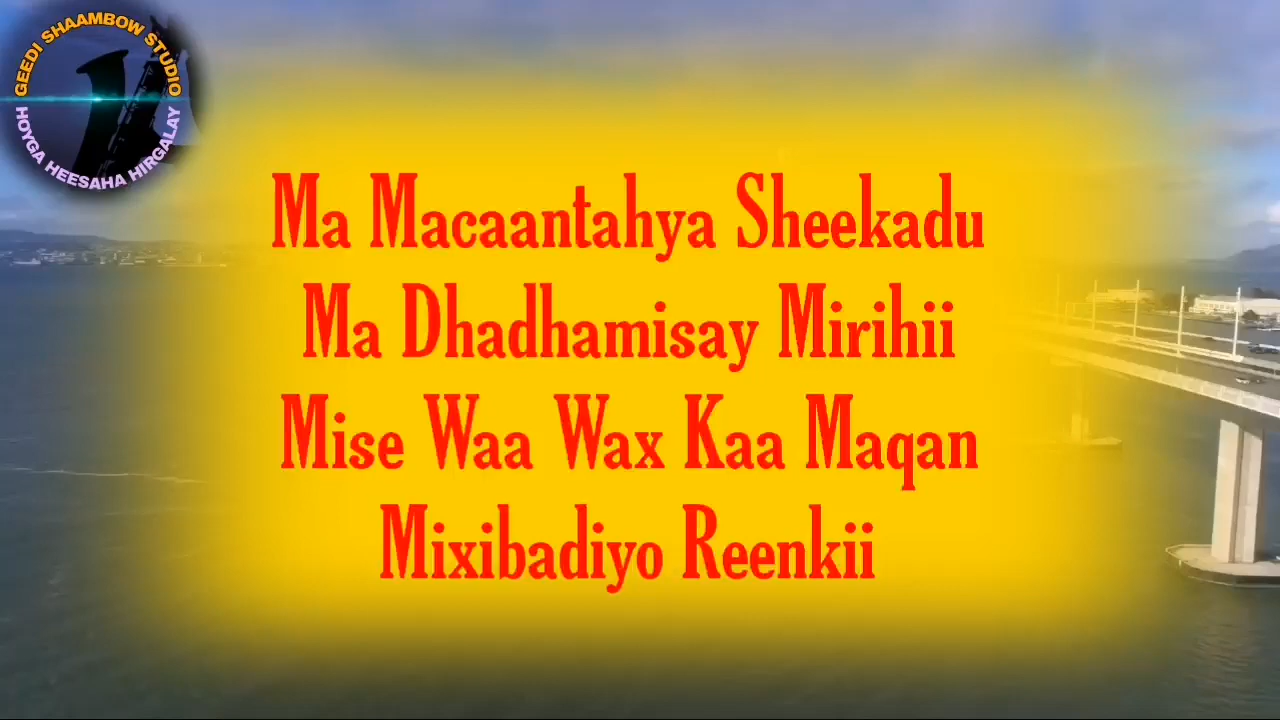 GEEDI SHAAMBOW STUDIO
HOYGA HEESAHA HIRGALAY
Ma Macaantahya Sheekadu
Ma Dhadhamisay Mirihii
Mise Waa Wax Kaa Maqan
Mixibadiyo Reenkii